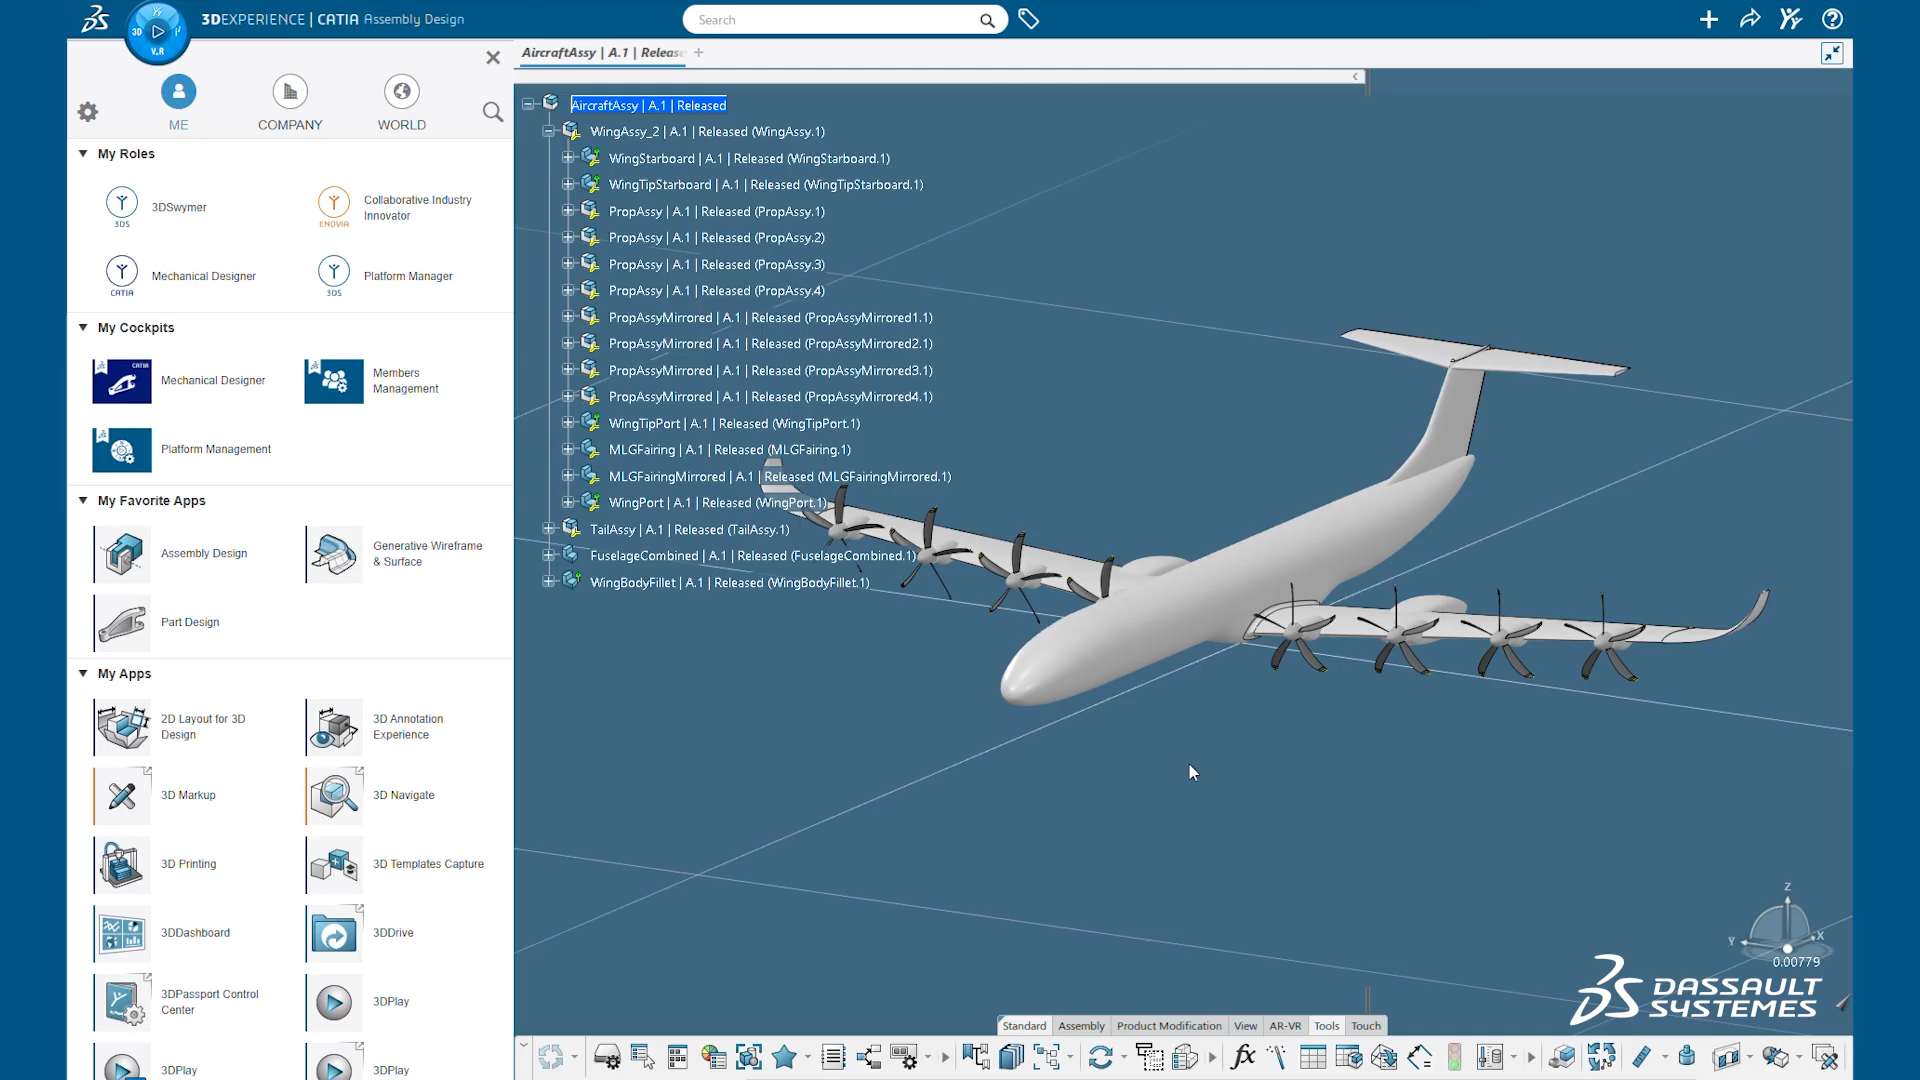 3DEXPERIENCE | CATIA Assembly Design
Search
3D
V.R
AircraftAssy | A.1 | Releas
ME
COMPANY
WORLD
My Roles
3DS
3DSwymer
ENOVIA
Collaborative Industry
Innovator
CATIA
Mechanical Designer
3DS
Platform Manager
My Cockpits
CATIA
Mechanical Designer
Members
Management
Platform Management
My Favorite Apps
Assembly Design
Generative Wireframe
& Surface
Part Design
My Apps
2D Layout for 3D
Design
3D Annotation
Experience
3D Markup
3D Navigate
3D Printing
3D Templates Capture
3DDashboard
3DDrive
3DPassport Control
Center
3DPlay
3DPlay
3DPlay
AircraftAssy | A.1 | Released
WingAssy_2 | A.1 | Released (WingAssy.1)
WingStarboard | A.1 | Released (WingStarboard.1)
WingTipStarboard | A.1 | Released (WingTipStarboard.1)
PropAssy | A.1 | Released (PropAssy.1)
PropAssy | A.1 | Released (PropAssy.2)
PropAssy | A.1 | Released (PropAssy.3)
PropAssy | A.1 | Released (PropAssy.4)
PropAssyMirrored | A.1 | Released (PropAssyMirrored1.1)
PropAssyMirrored | A.1 | Released (PropAssyMirrored2.1)
PropAssyMirrored | A.1 | Released (PropAssyMirrored3.1)
PropAssyMirrored | A.1 | Released (PropAssyMirrored4.1)
WingTipPort | A.1 | Released (WingTipPort.1)
MLGFairing | A.1 | Released (MLGFairing.1)
MLGFairingMirrored | A.1 | Released (MLGFairingMirrored.1)
WingPort | A.1 | Released (WingPort.1)
TailAssy | A.1 | Released (TailAssy.1)
FuselageCombined | A.1 | Released (FuselageCombined.1)
WingBodyFillet | A.1 | Released (WingBodyFillet.1)
Z
Y
X
0.00779
DASSAULT
SYSTEMES
Standard
Assembly
Product Modification
View
AR-VR
Tools
Touch
fx